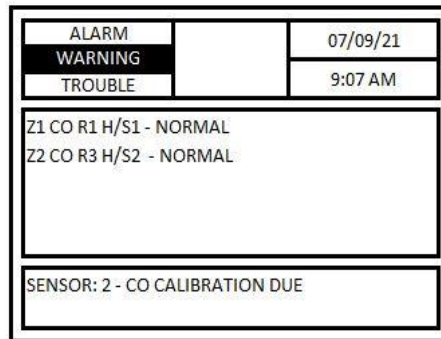 ALARM
WARNING
TROUBLE
07/09/21
9:07 AM
Z1 CO R1 H/S1 - NORMAL
Z2 CO R3 H/S2 - NORMAL
SENSOR: 2 - CO CALIBRATION DUE